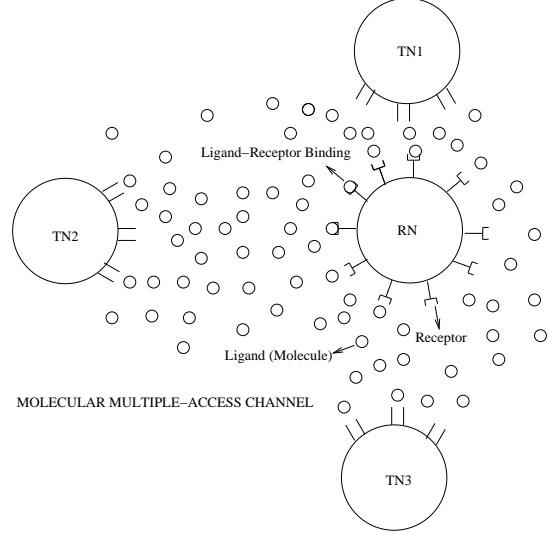 TN1
Ligand−Receptor Binding
RN
TN2
Receptor
Ligand (Molecule)
MOLECULAR MULTIPLE−ACCESS CHANNEL
TN3